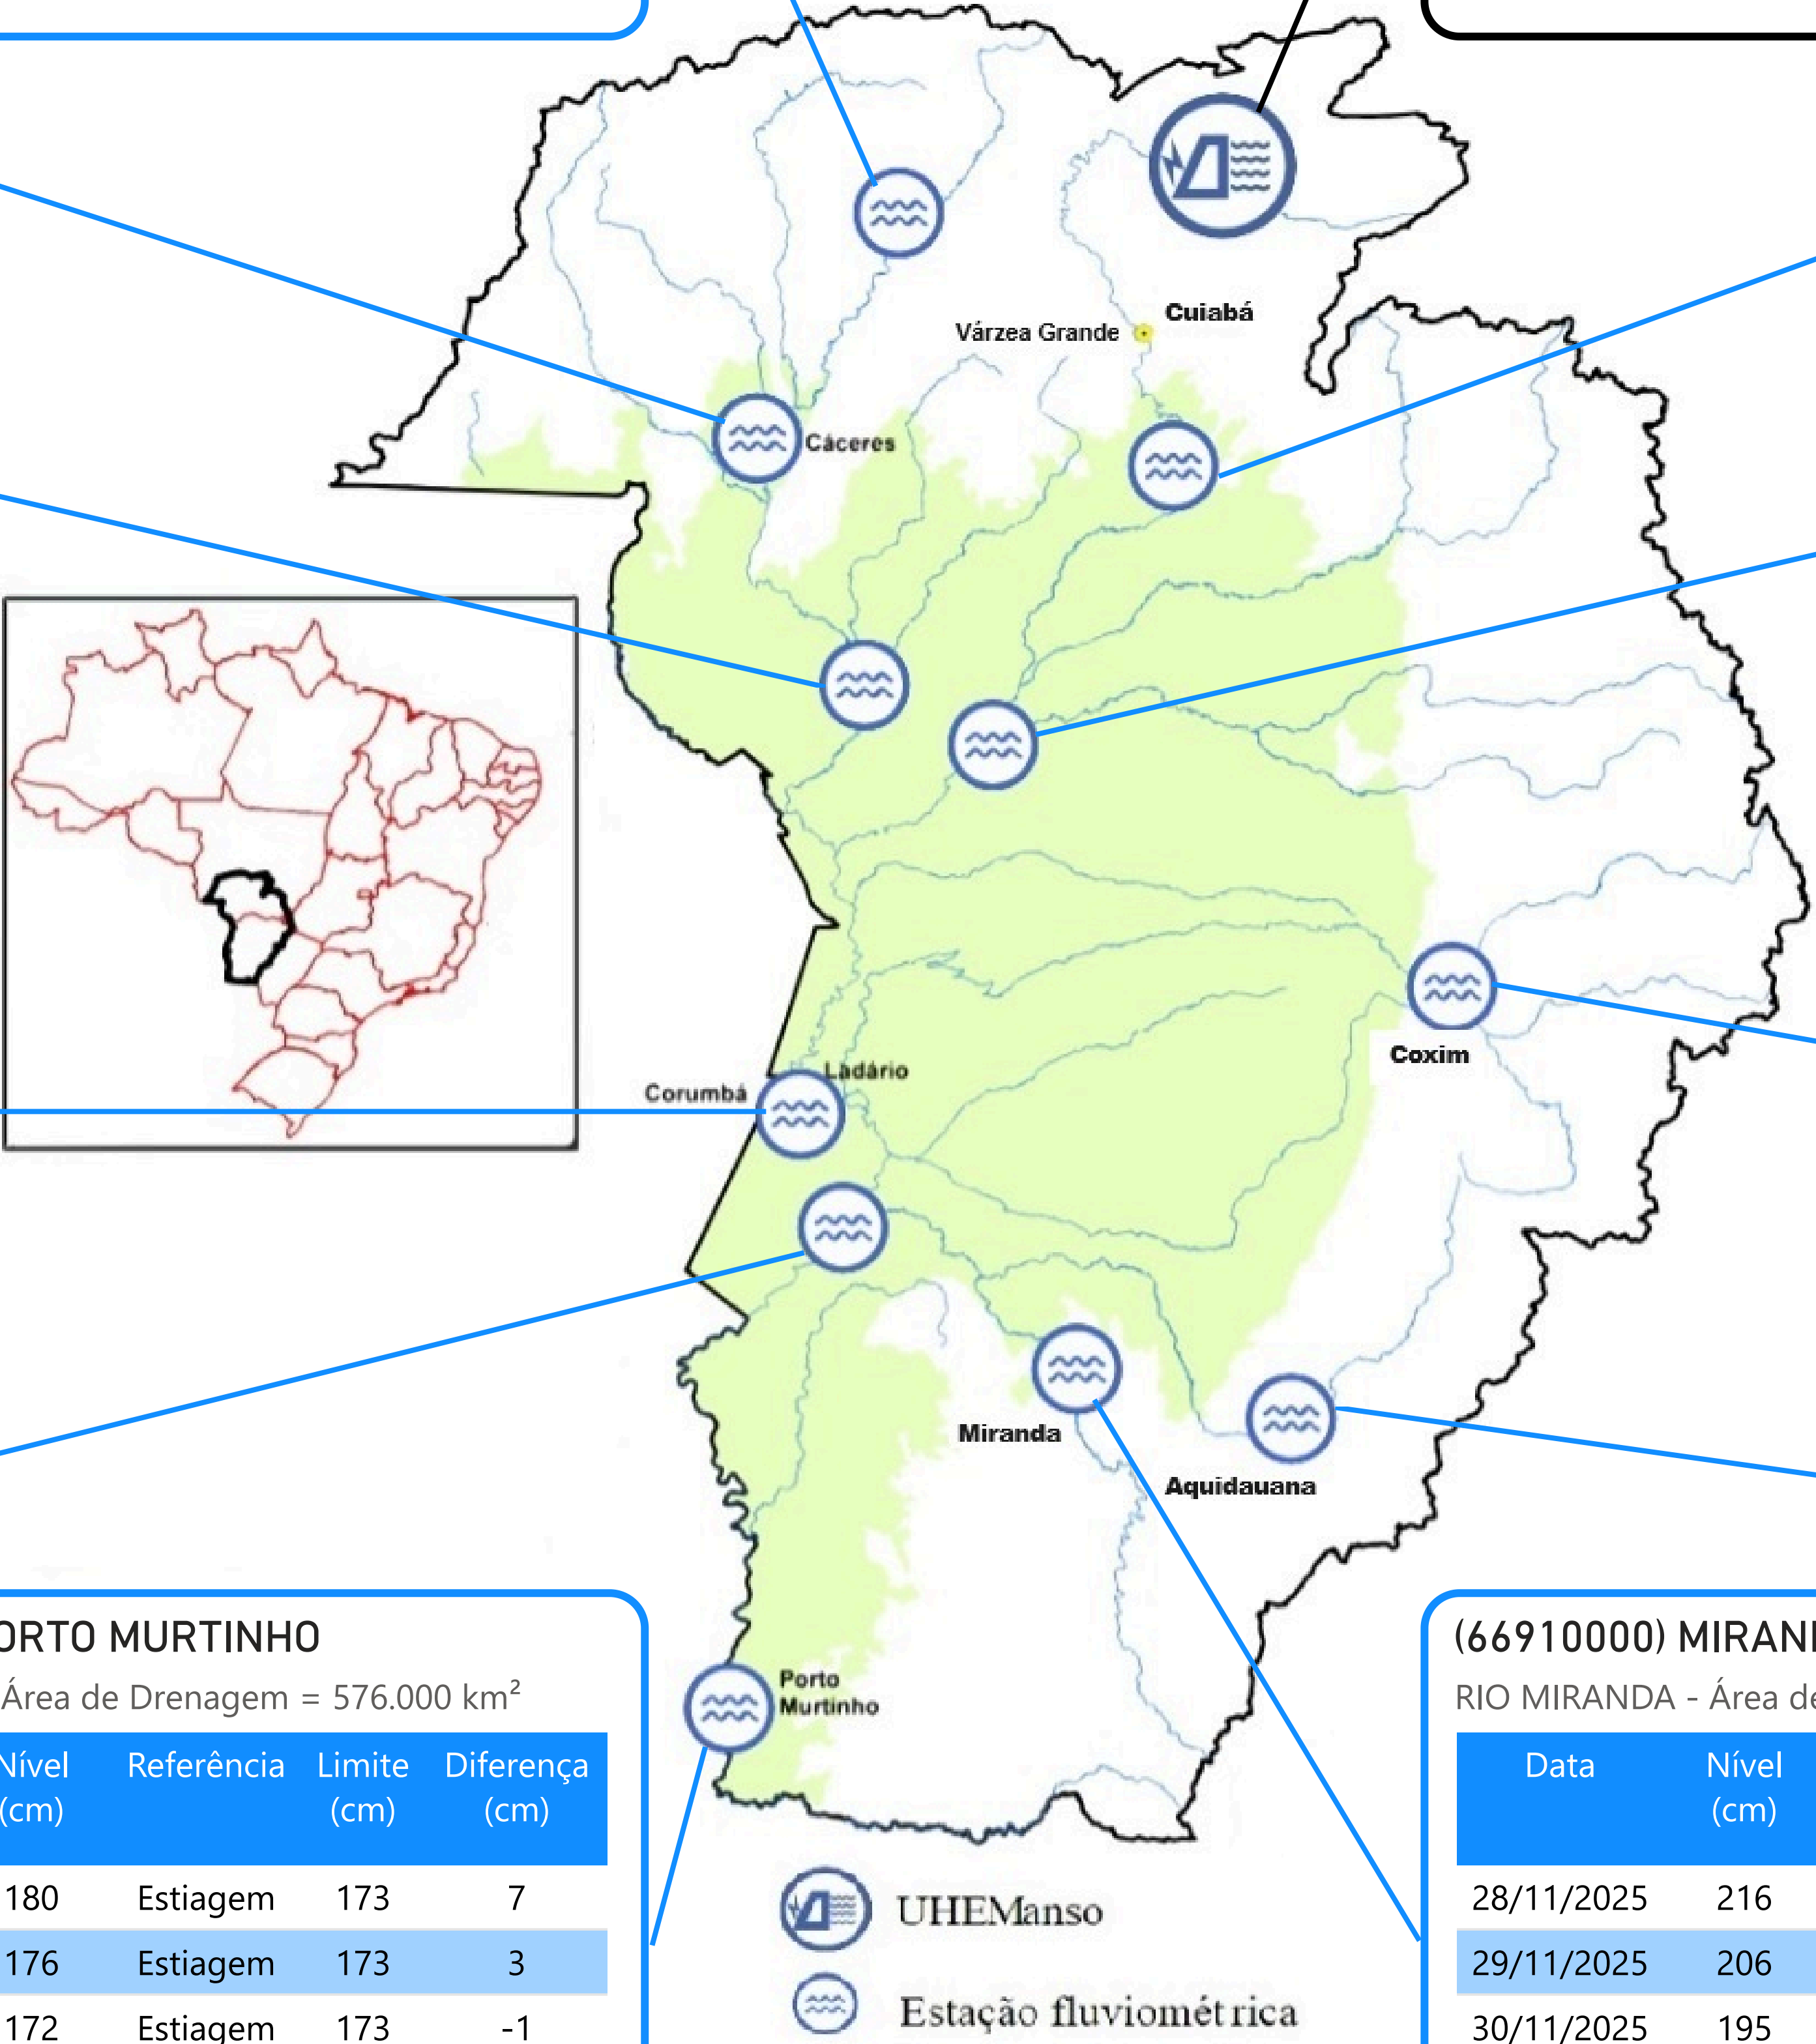 Cuiabá
Várzea Grande
Cáceres
Ladário
Corumbá
Coxim
Miranda
Aquidauana
Porto
Murtinho
ORTO MURTINHO
Área de Drenagem = 576.000 km²
Nível Referência Limite Diferença
(cm) (cm) (cm)
180 Estiagem 173 7
176 Estiagem 173 3
172 Estiagem 173 -1
UHEManso
Estação fluviométrica
(66910000) MIRAN
RIO MIRANDA - Área de
Data Nível
(cm)
28/11/2025 216
29/11/2025 206
30/11/2025 195